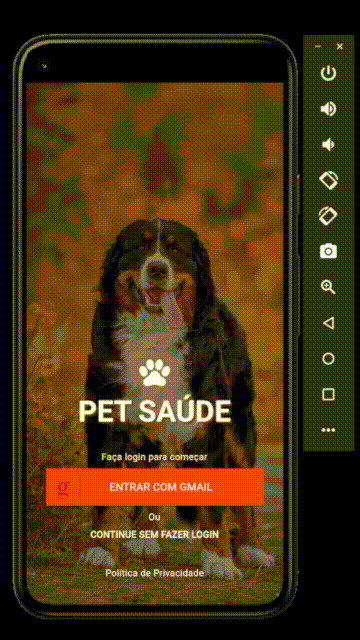 PET SAÚDE
Faça login para começar
g
ENTRAR COM GMAIL
Ou
CONTINUE SEM FAZER LOGIN
Política de Privacidade